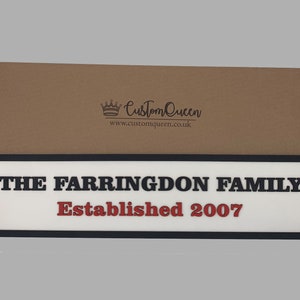 CustomQueen
www.customqueen.co.uk
THE FARRINGDON FAMILY
Established 2007